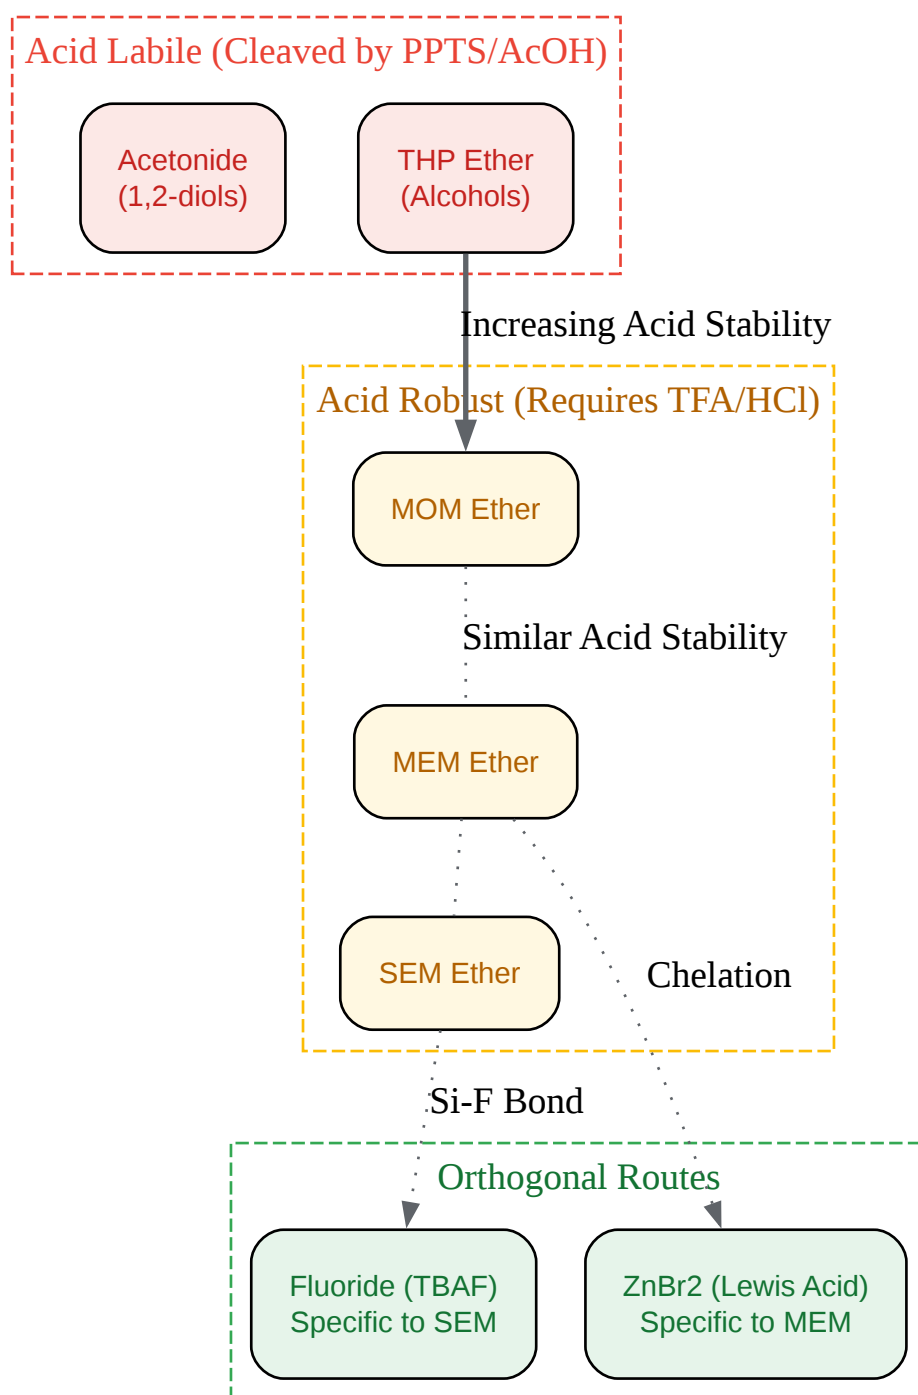 Acid Labile (Cleaved by PPTS/AcOH)
Acetonide
(1,2-diols)
THP Ether
(Alcohols)
Increasing Acid Stability
Acid Robust (Requires TFA/HCl)
MOM Ether
Similar Acid Stability
MEM Ether
SEM Ether
Chelation
Si-F Bond
Orthogonal Routes
Fluoride (TBAF)
Specific to SEM
ZnBr2 (Lewis Acid)
Specific to MEM